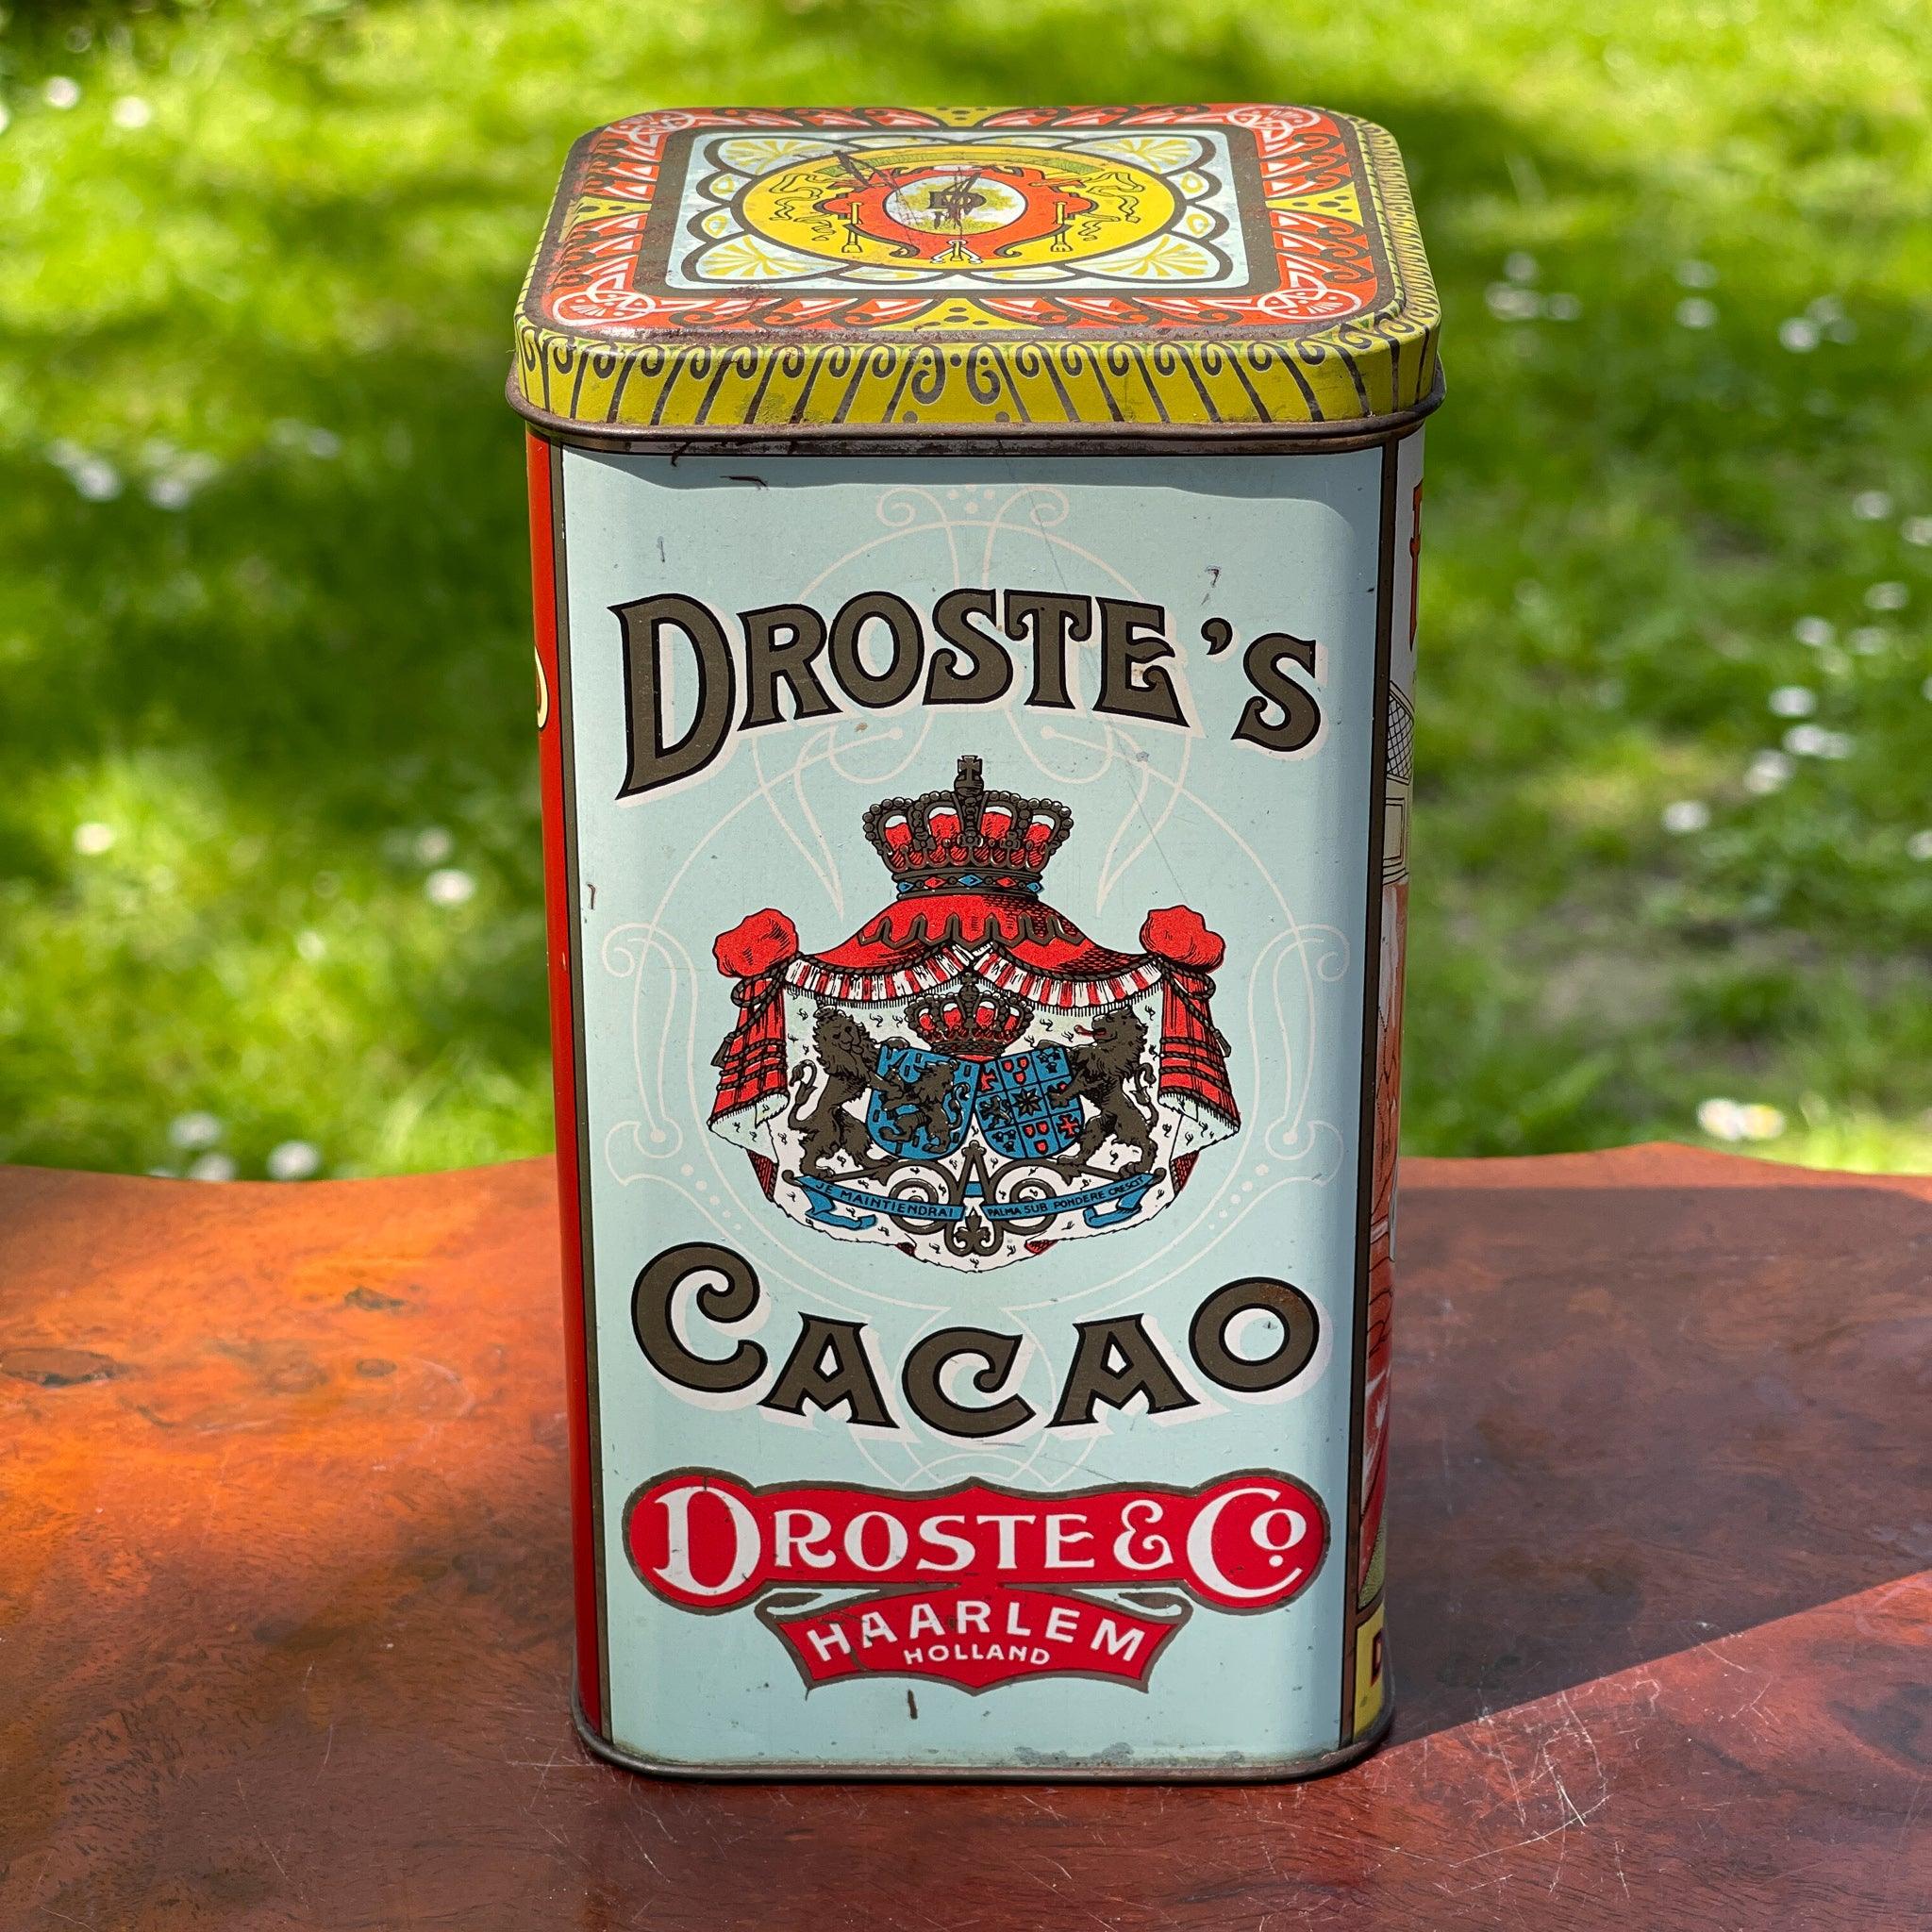 DROSTE'S
JE MAINTIENDRAI PALMA SUB PONDERE CRESCIT
CACAO
DROSTE & Co.
HAARLEM
HOLLAND